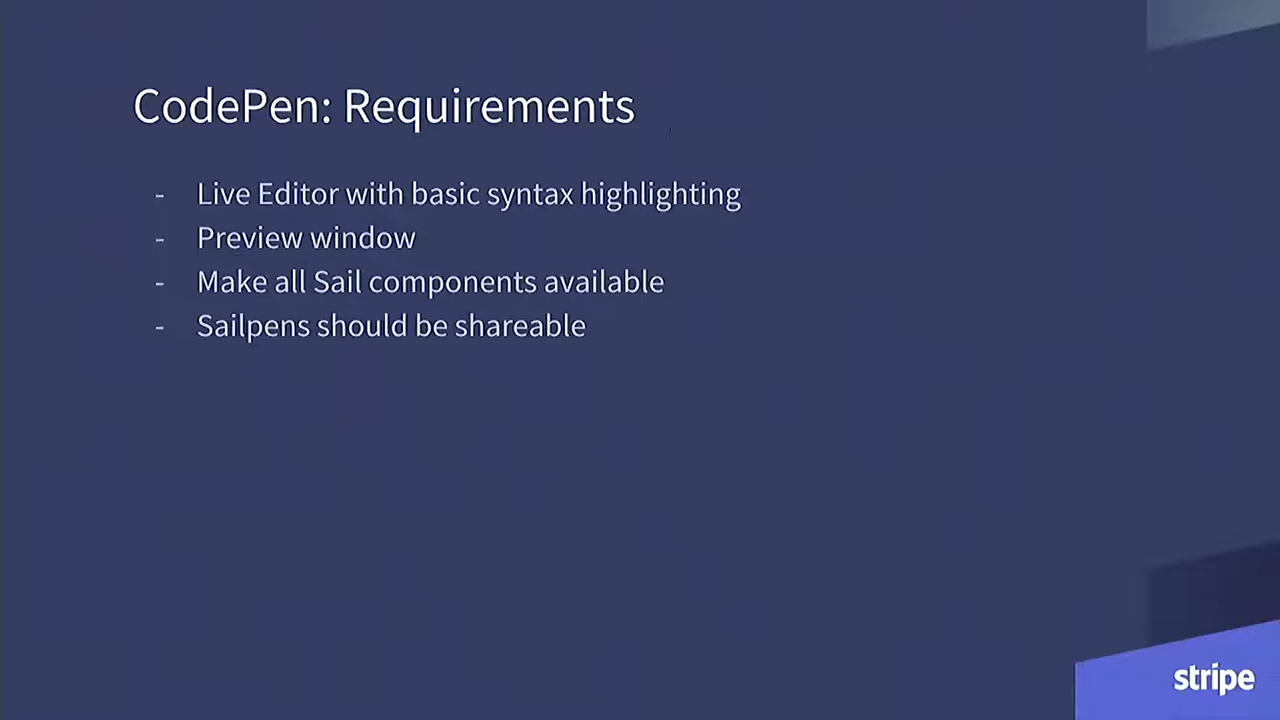 CodePen: Requirements
- Live Editor with basic syntax highlighting
- Preview window
- Make all Sail components available
- Sailpens should be shareable
stripe